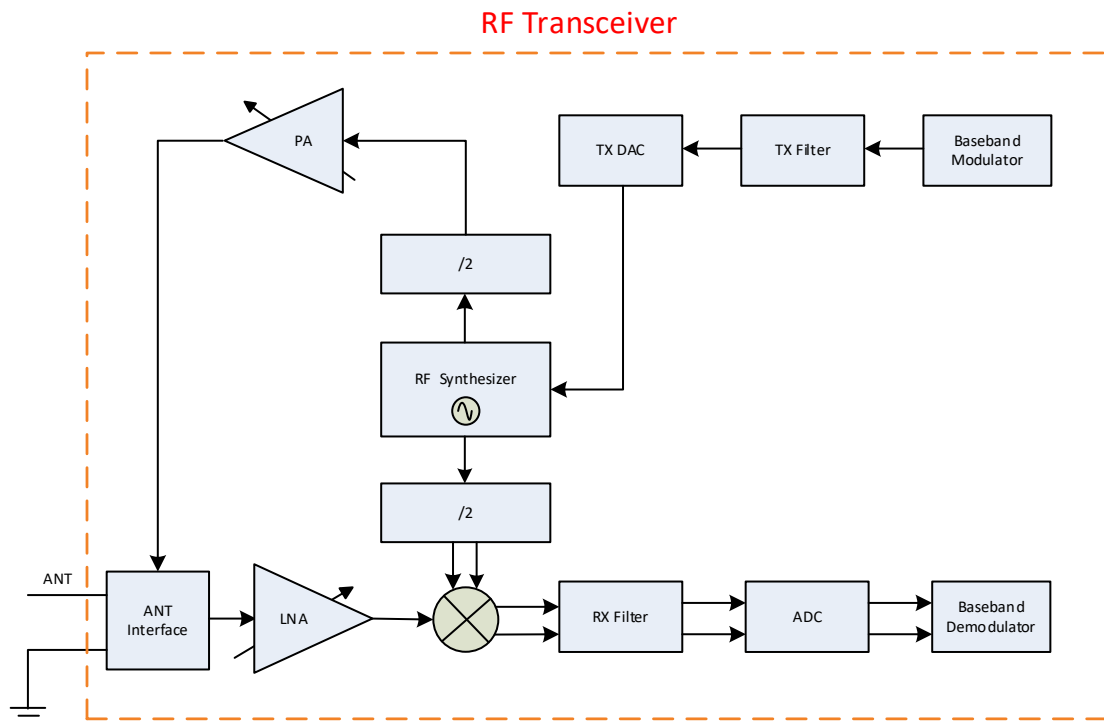 RF Transceiver
PA
TX DAC
TX Filter
Baseband
Modulator
/2
RF Synthesizer
/2
ANT
ANT
Interface
LNA
RX Filter
ADC
Baseband
Demodulator